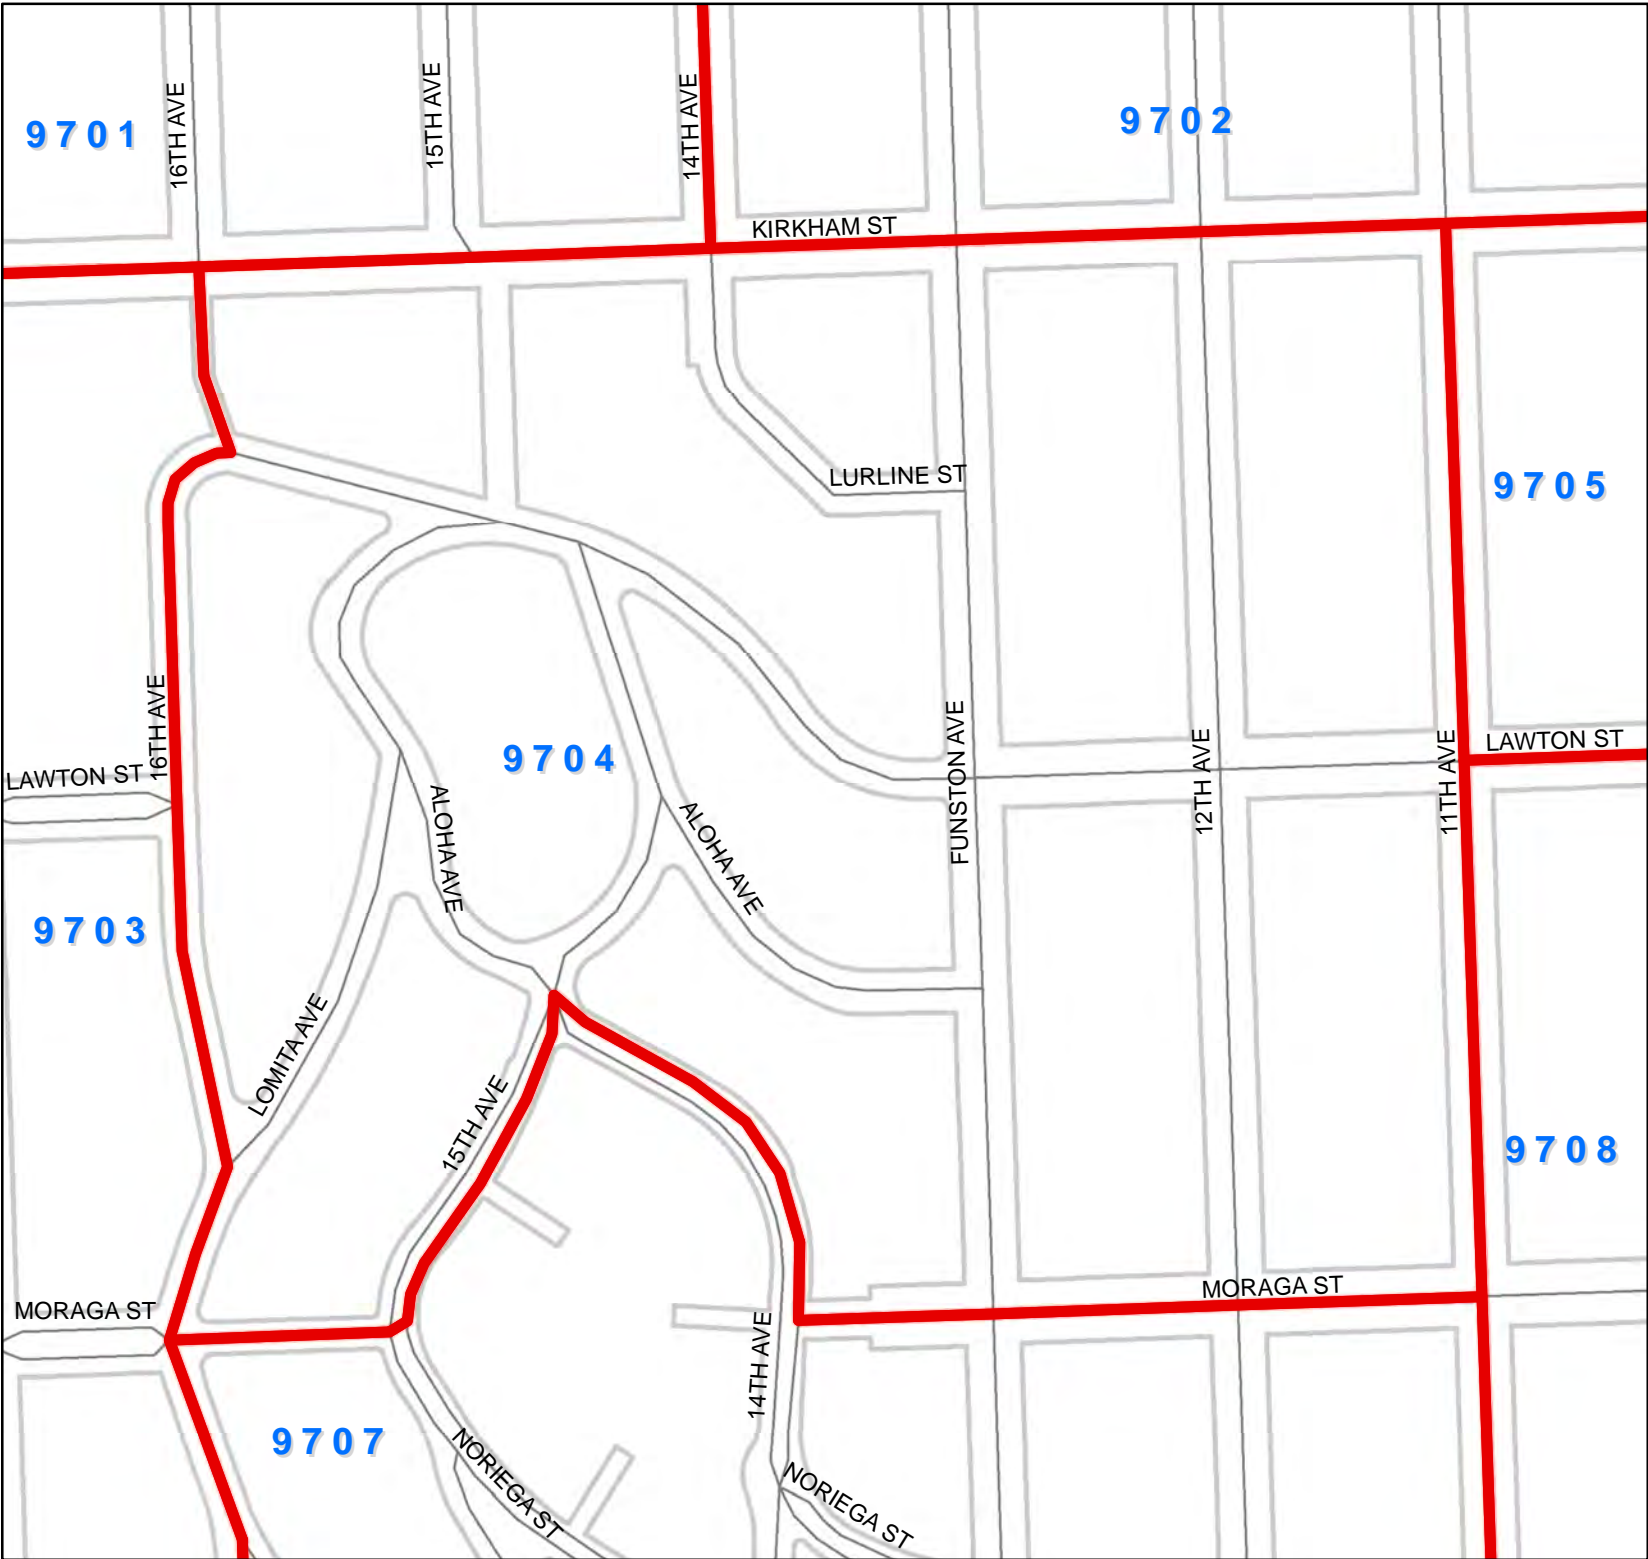 16TH AVE
15TH AVE
14TH AVE
9701
9702
KIRKHAM ST
LURLINE ST
9705
16TH AVE
FUNSTON AVE
12TH AVE
11TH AVE
LAWTON ST
9704
LAWTON ST
ALOHA AVE
ALOHA AVE
9703
LOMITA AVE
15TH AVE
9708
MORAGA ST
MORAGA ST
14TH AVE
9707
NORIEGA ST
NORIEGA ST